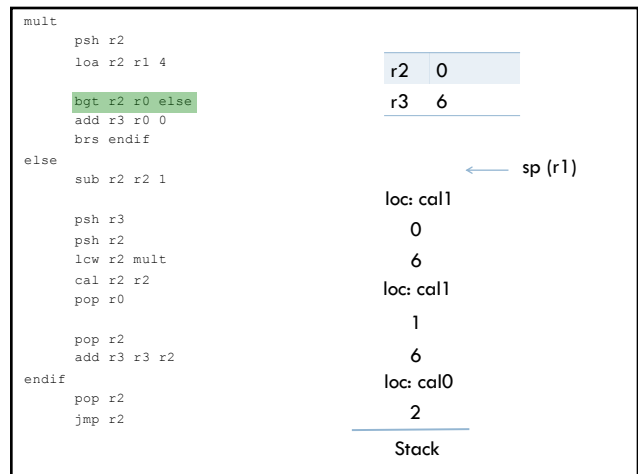 mult
psh r2
loa r2 r1 4
bgt r2 r0 else
add r3 r0 0
brs endif
else
sub r2 r2 1
psh r3
psh r2
lcw r2 mult
cal r2 r2
pop r0
pop r2
add r3 r3 r2
endif
pop r2
jmp r2
r2 0
r3 6
sp (r1)
loc: cal1
0
6
loc: cal1
1
6
loc: cal0
2
Stack